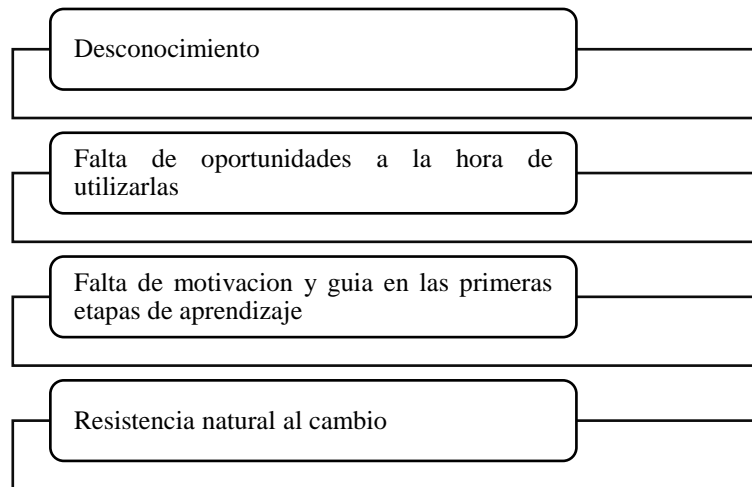 Desconocimiento
Falta de oportunidades a la hora de
utilizarlas
Falta de motivacion y guia en las primeras
etapas de aprendizaje
Resistencia natural al cambio